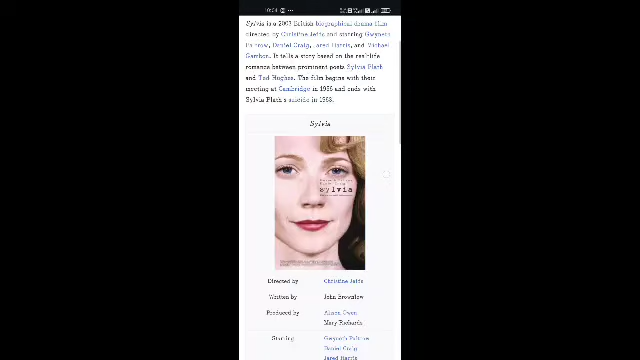 10:04
Sylvia is a 2003 British biographical drama film
directed by Christine Jeffs and starring Gwyneth
Paltrow, Daniel Craig, Jared Harris, and Michael
Gambon. It tells a story based on the real-life
romance between prominent poets Sylvia Plath
and Ted Hughes. The film begins with their
meeting at Cambridge in 1956 and ends with
Sylvia Plath's suicide in 1963.
Sylvia
sylvia
Directed by Christine Jeffs
Written by John Brownlow
Produced by Alison Owen
Mary Richards
Starring Gwyneth Paltrow
Daniel Craig
Jared Harris